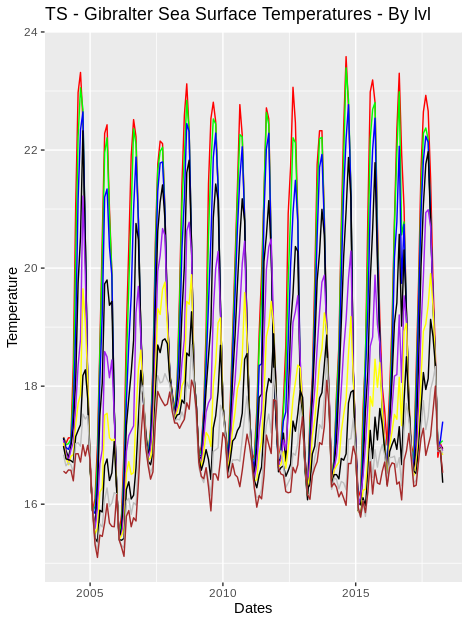 TS - Gibralter Sea Surface Temperatures - By lvl
24
22
20
18
16
Temperature
2005
2010
2015
Dates